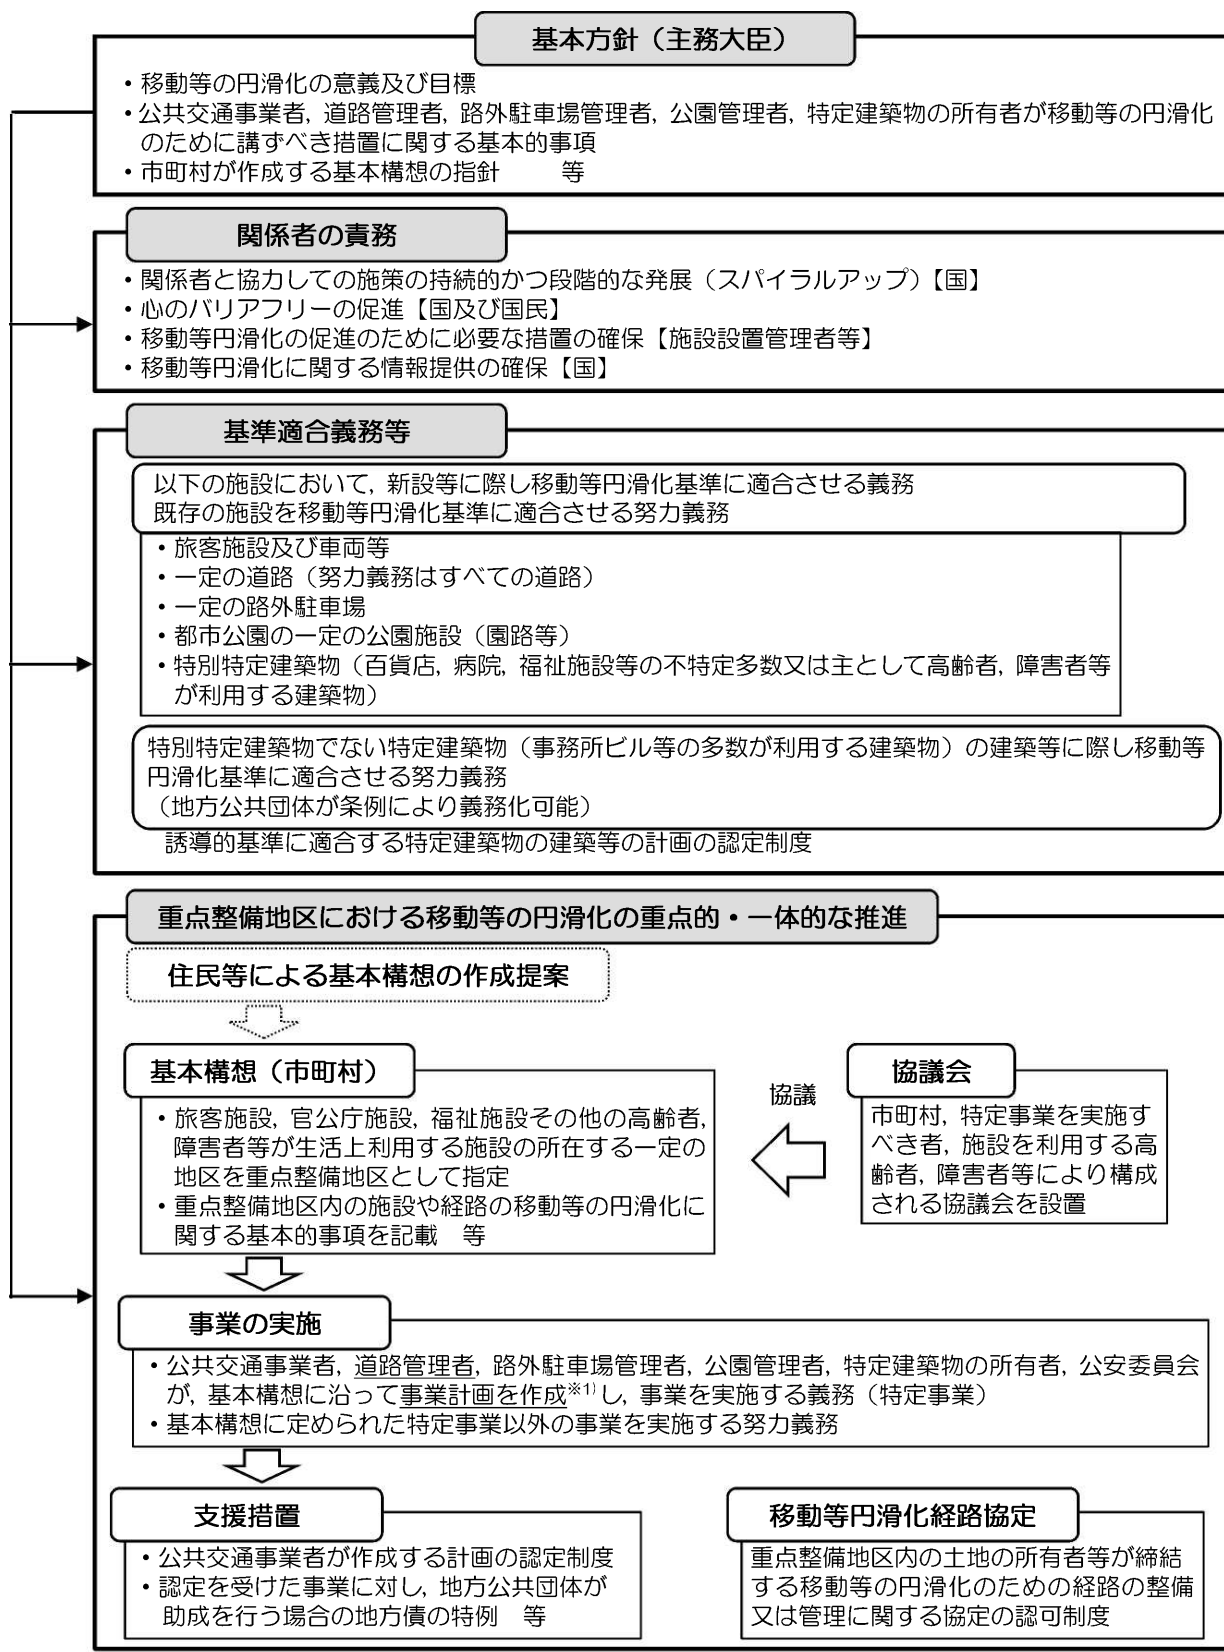 基本方針（主務大臣）
・移動等の円滑化の意義及び目標
・公共交通事業者, 道路管理者, 路外駐車場管理者, 公園管理者, 特定建築物の所有者が移動等の円滑化
のために講ずべき措置に関する基本的事項
・市町村が作成する基本構想の指針　　等
関係者の責務
・関係者と協力しての施策の持続的かつ段階的な発展（スパイラルアップ）【国】
・心のバリアフリーの促進【国及び国民】
・移動等円滑化の促進のために必要な措置の確保【施設設置管理者等】
・移動等円滑化に関する情報提供の確保【国】
基準適合義務等
以下の施設において, 新設等に際し移動等円滑化基準に適合させる義務
既存の施設を移動等円滑化基準に適合させる努力義務
・旅客施設及び車両等
・一定の道路（努力義務はすべての道路）
・一定の路外駐車場
・都市公園の一定の公園施設（園路等）
・特別特定建築物（百貨店, 病院, 福祉施設等の不特定多数又は主として高齢者, 障害者等
が利用する建築物）
特別特定建築物でない特定建築物（事務所ビル等の多数が利用する建築物）の建築等に際し移動等
円滑化基準に適合させる努力義務
（地方公共団体が条例により義務化可能）
誘導的基準に適合する特定建築物の建築等の計画の認定制度
重点整備地区における移動等の円滑化の重点的・一体的な推進
住民等による基本構想の作成提案
基本構想（市町村）
・旅客施設, 官公庁施設, 福祉施設その他の高齢者,
障害者等が生活上利用する施設の所在する一定の
地区を重点整備地区として指定
・重点整備地区内の施設や経路の移動等の円滑化に
関する基本的事項を記載　等
協議
協議会
市町村, 特定事業を実施す
べき者, 施設を利用する高
齢者, 障害者等により構成
される協議会を設置
事業の実施
・公共交通事業者, 道路管理者, 路外駐車場管理者, 公園管理者, 特定建築物の所有者, 公安委員会
が, 基本構想に沿って事業計画を作成※1)し, 事業を実施する義務（特定事業）
・基本構想に定められた特定事業以外の事業を実施する努力義務
支援措置
・公共交通事業者が作成する計画の認定制度
・認定を受けた事業に対し, 地方公共団体が
助成を行う場合の地方債の特例　等
移動等円滑化経路協定
重点整備地区内の土地の所有者等が締結
する移動等の円滑化のための経路の整備
又は管理に関する協定の認可制度